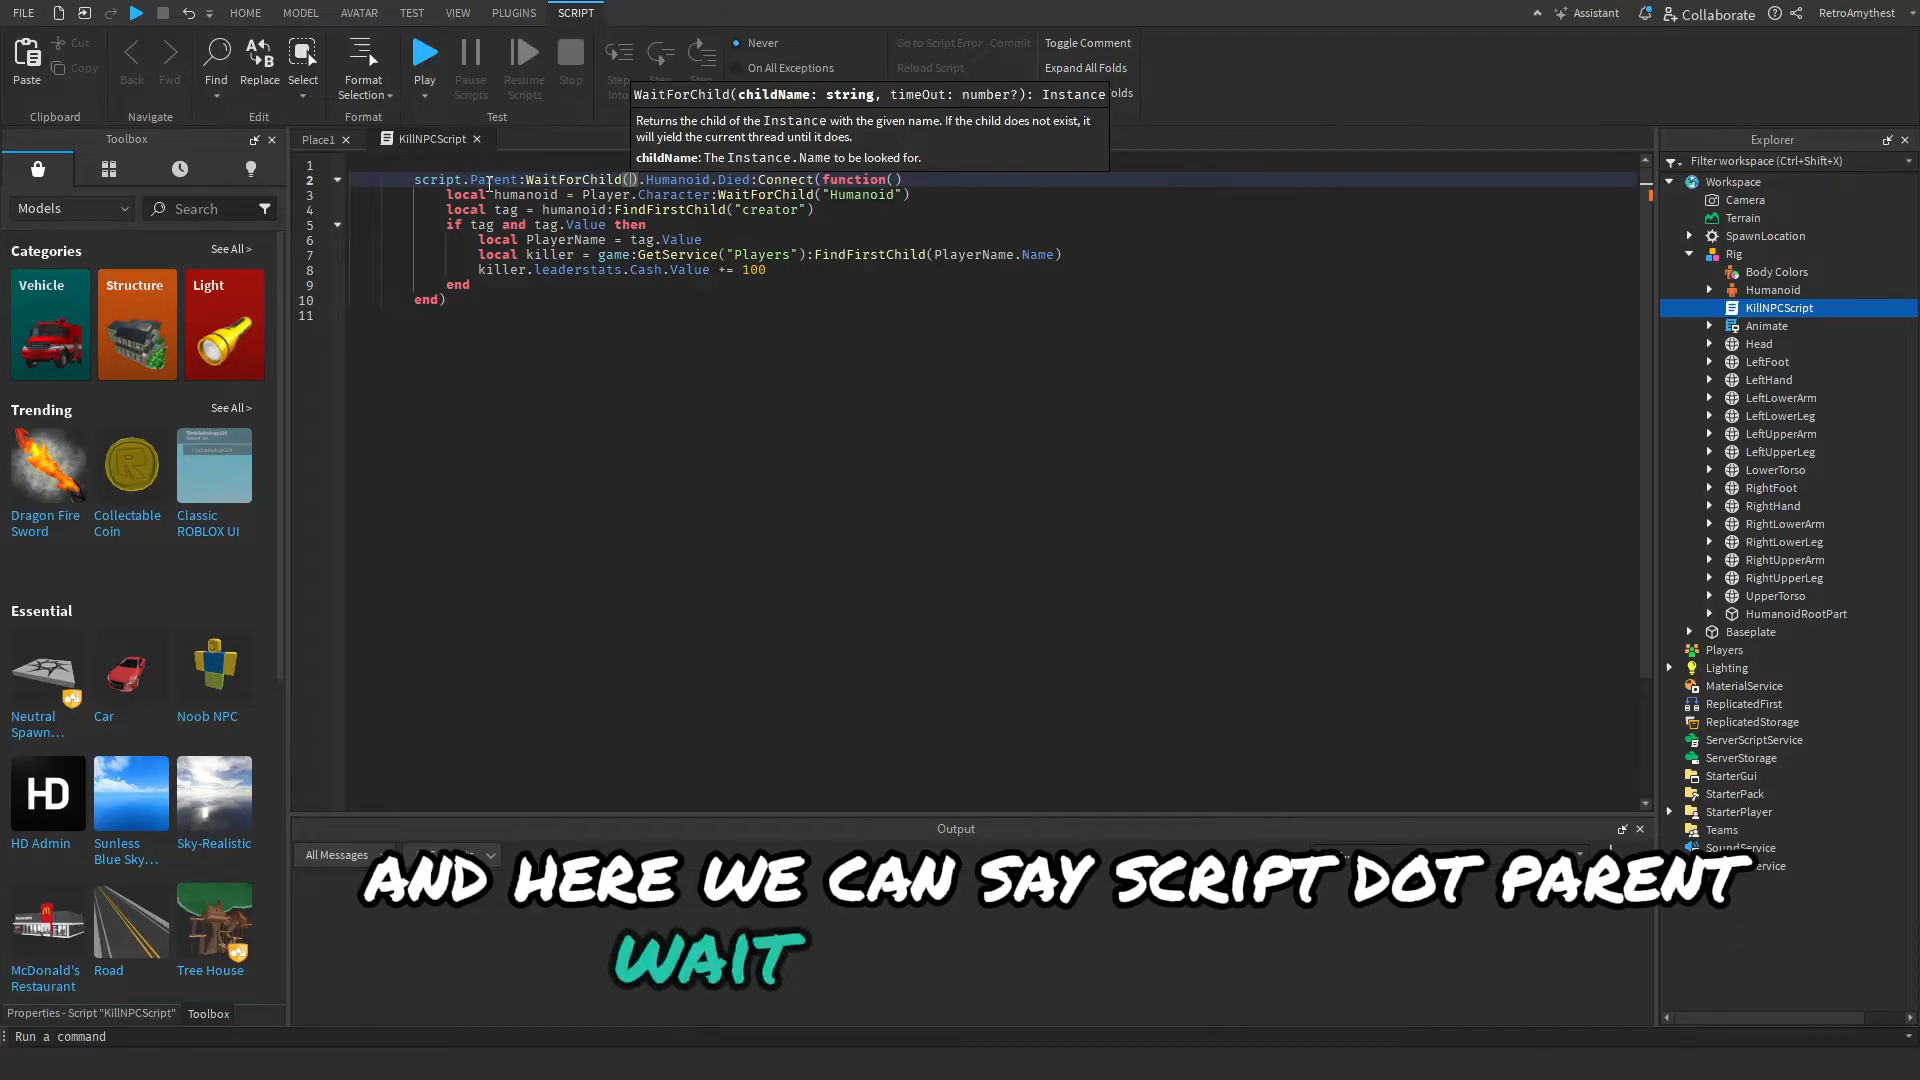 FILE HOME MODEL AVATAR TEST VIEW PLUGINS SCRIPT Assistant Collaborate RetroAmythest
Paste Cut Copy Back Fwd Find Replace Select Format Selection Play Pause Scripts Resume Scripts Stop Step Into Step Step
Never
On All Exceptions
Go to Script Error Commit
Reload Script
Toggle Comment
Expand All Folds
Clipboard Navigate Edit Format Test
WaitForChild(childName: string, timeOut: number?): Instance
Returns the child of the Instance with the given name. If the child does not exist, it
will yield the current thread until it does.
childName: The Instance.Name to be looked for.
Toolbox
Models Search
Categories See All >
Vehicle Structure Light
Trending See All >
Dragon Fire Sword
Collectable Coin
Classic ROBLOX UI
Essential
Neutral Spawn…
Car
Noob NPC
HD
HD Admin
Sunless Blue Sky…
Sky-Realistic
McDonald's Restaurant
Road
Tree House
Properties - Script "KillNPCScript" Toolbox
Run a command
Place1 KillNPCScript
1
2 script.Parent:WaitForChild().Humanoid.Died:Connect(function()
3 local humanoid = Player.Character:WaitForChild("Humanoid")
4 local tag = humanoid:FindFirstChild("creator")
5 if tag and tag.Value then
6 local PlayerName = tag.Value
7 local killer = game:GetService("Players"):FindFirstChild(PlayerName.Name)
8 killer.leaderstats.Cash.Value += 100
9 end
10 end)
11
Output
All Messages
AND HERE WE CAN SAY SCRIPT DOT PARENT
WAIT
Explorer
Filter workspace (Ctrl+Shift+X)
Workspace
Camera
Terrain
SpawnLocation
Rig
Body Colors
Humanoid
KillNPCScript
Animate
Head
LeftFoot
LeftHand
LeftLowerArm
LeftLowerLeg
LeftUpperArm
LeftUpperLeg
LowerTorso
RightFoot
RightHand
RightLowerArm
RightLowerLeg
RightUpperArm
RightUpperLeg
UpperTorso
HumanoidRootPart
Baseplate
Players
Lighting
MaterialService
ReplicatedFirst
ReplicatedStorage
ServerScriptService
ServerStorage
StarterGui
StarterPack
StarterPlayer
Teams
SoundService